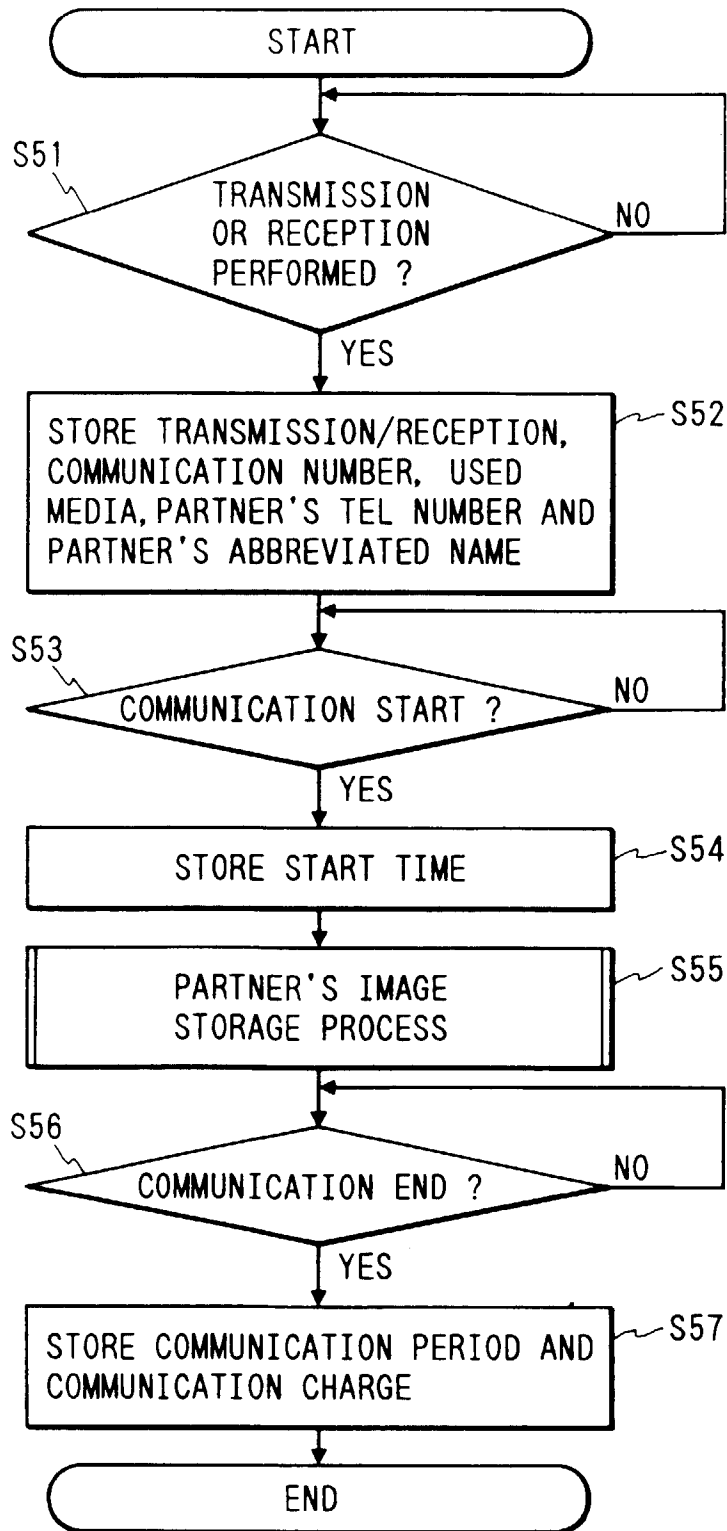 START
S51
TRANSMISSION
OR RECEPTION
PERFORMED ?
NO
YES
S52
STORE TRANSMISSION/RECEPTION,
COMMUNICATION NUMBER, USED
MEDIA, PARTNER'S TEL NUMBER AND
PARTNER'S ABBREVIATED NAME
S53
COMMUNICATION START ?
NO
YES
S54
STORE START TIME
S55
PARTNER'S IMAGE
STORAGE PROCESS
S56
COMMUNICATION END ?
NO
YES
S57
STORE COMMUNICATION PERIOD AND
COMMUNICATION CHARGE
END